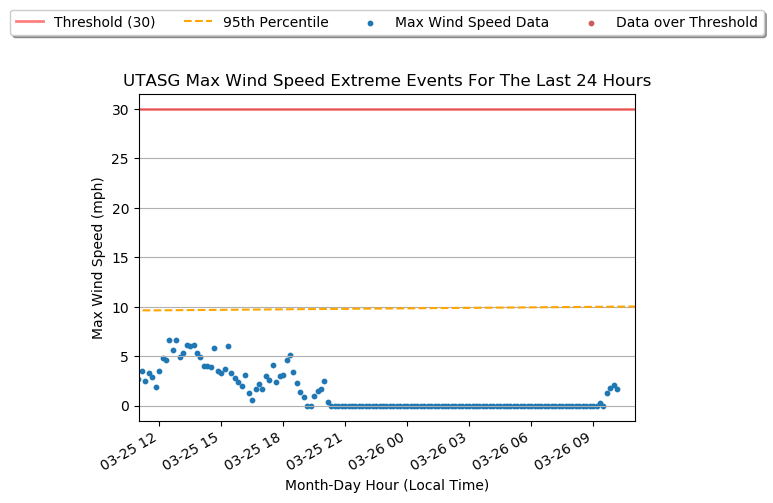 Threshold (30) 95th Percentile Max Wind Speed Data Data over Threshold
UTASG Max Wind Speed Extreme Events For The Last 24 Hours
30
25
20
15
10
5
0
Max Wind Speed (mph)
03-25 12 03-25 15 03-25 18 03-25 21 03-26 00 03-26 03 03-26 06 03-26 09
Month-Day Hour (Local Time)